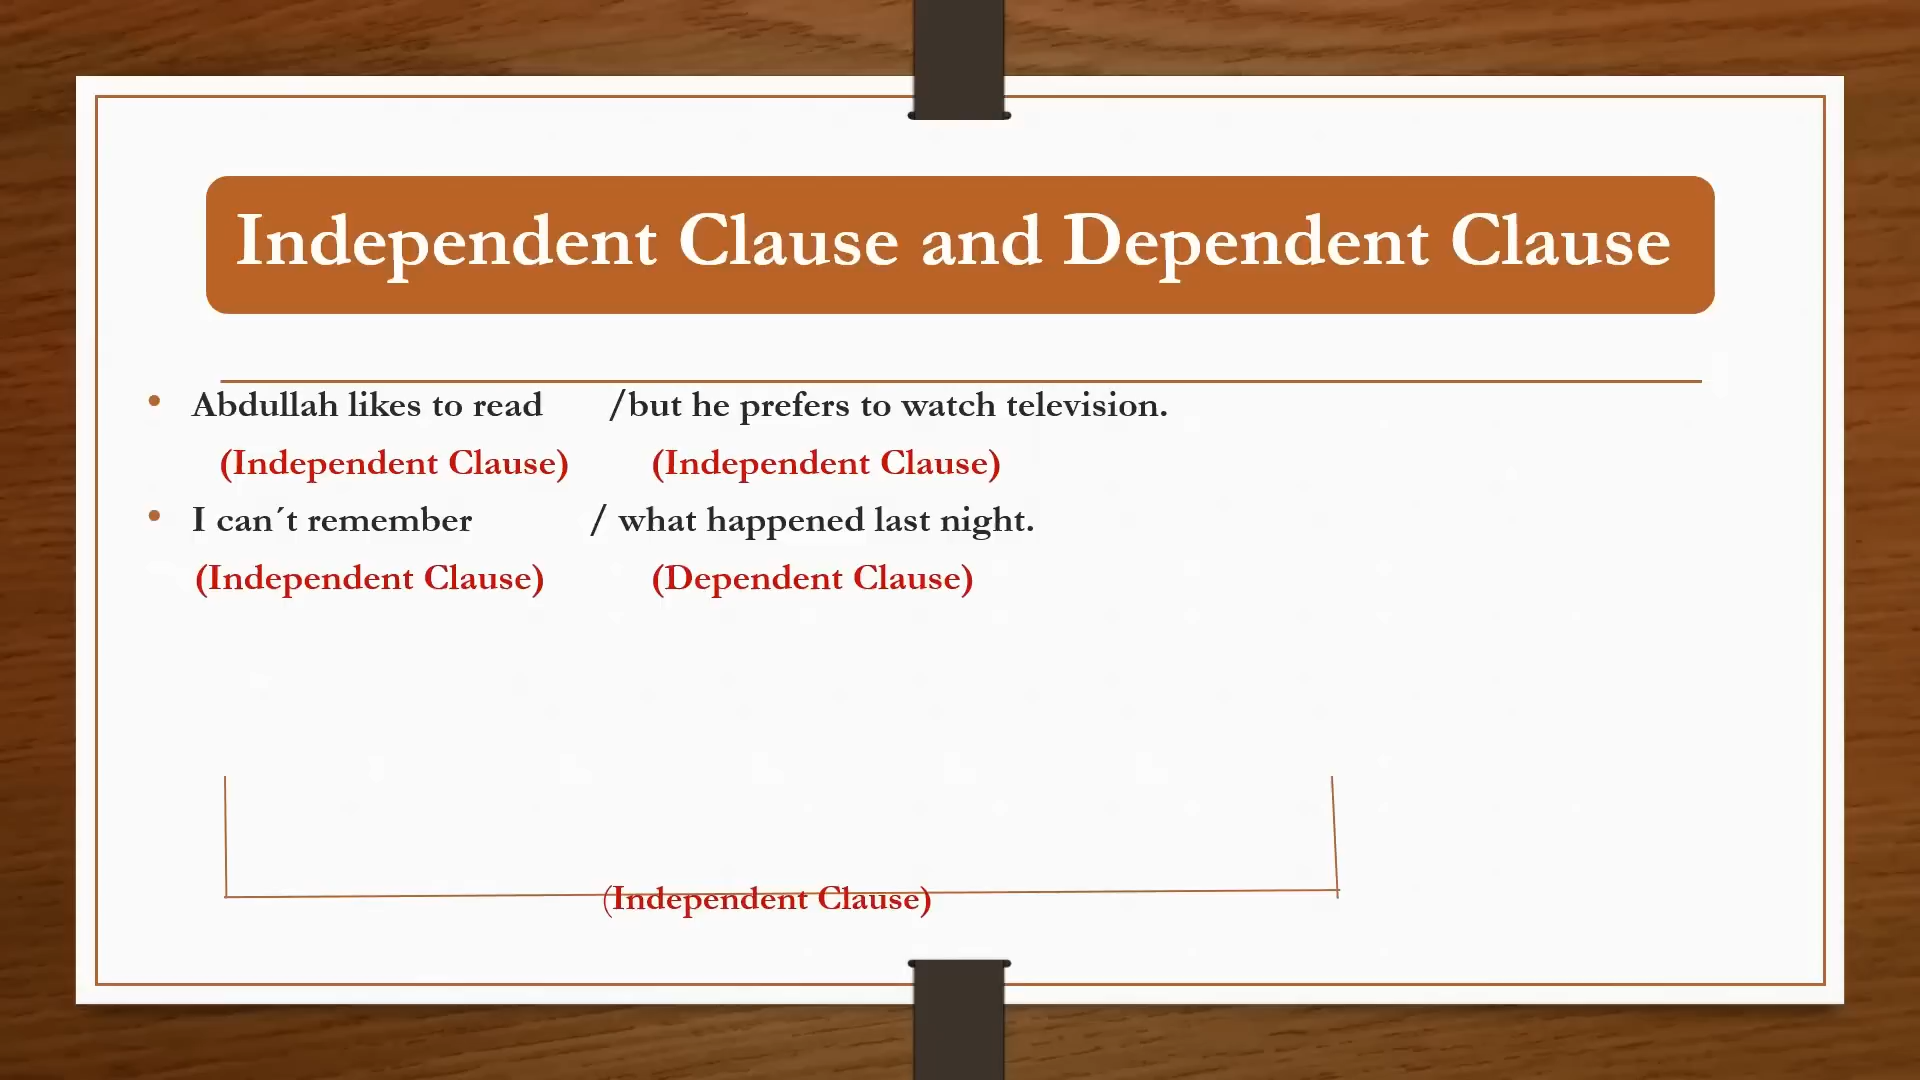 Independent Clause and Dependent Clause
• Abdullah likes to read /but he prefers to watch television.
(Independent Clause) (Independent Clause)
• I can´t remember / what happened last night.
(Independent Clause) (Dependent Clause)
(Independent Clause)